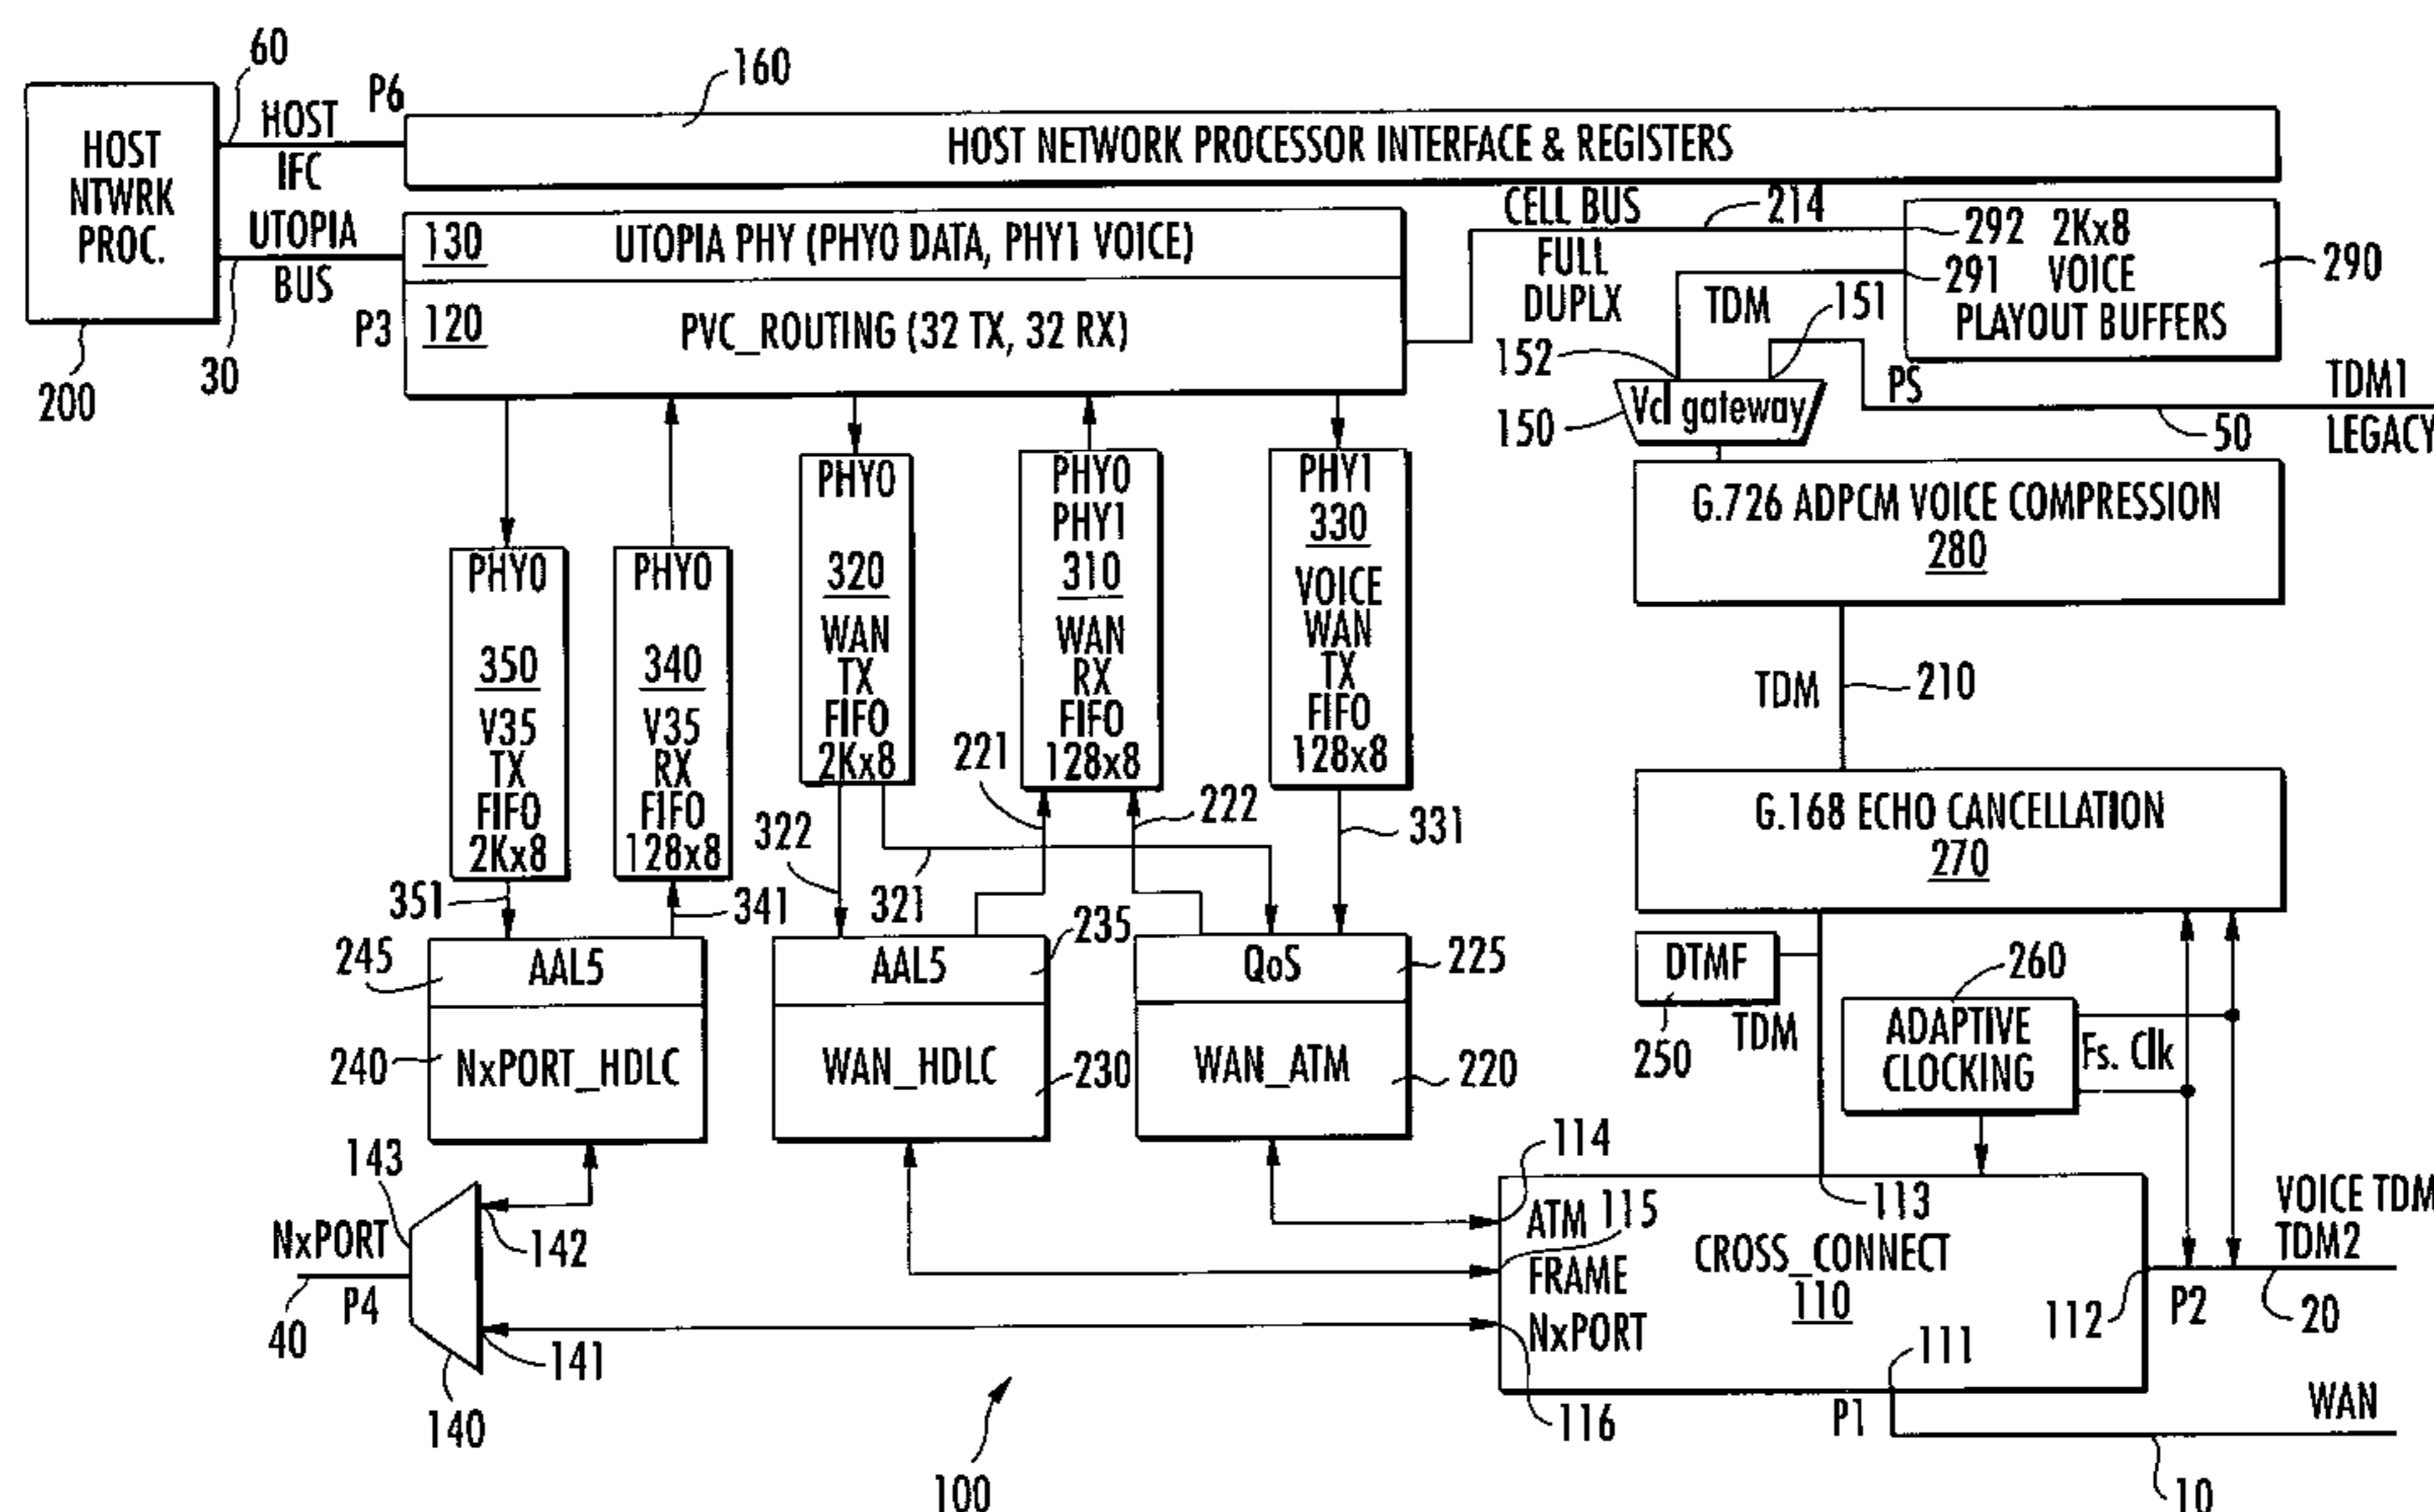 60
P6
160
HOST
NTWRK
PROC.
HOST
IFC
HOST NETWORK PROCESSOR INTERFACE & REGISTERS
UTOPIA
BUS
P3
200
30
130
UTOPIA PHY (PHY0 DATA, PHY1 VOICE)
120
PVC_ROUTING (32 TX, 32 RX)
CELL BUS
214
FULL
DUPLX
292 2Kx8
291 VOICE
PLAYOUT BUFFERS
290
TDM
151
152
150
Vcl gateway
PS
TDM1
LEGACY
50
G.726 ADPCM VOICE COMPRESSION
280
TDM
210
G.168 ECHO CANCELLATION
270
PHY0
350
V35
TX
FIFO
2Kx8
PHY0
340
V35
RX
FIFO
128x8
PHY0
320
WAN
TX
FIFO
2Kx8
PHY0
PHY1
310
WAN
RX
FIFO
128x8
PHY1
330
VOICE
WAN
TX
FIFO
128x8
351
341
322
321
221
222
331
245
AAL5
240
NxPORT_HDLC
235
AAL5
WAN_HDLC
230
QoS
225
WAN_ATM
220
DTMF
250
TDM
260
ADAPTIVE
CLOCKING
Fs. Clk
143
NxPORT
P4
40
142
141
140
114
ATM
115
FRAME
NxPORT
116
113
CROSS_CONNECT
110
111
P1
112
P2
VOICE TDM
TDM2
20
WAN
10
100